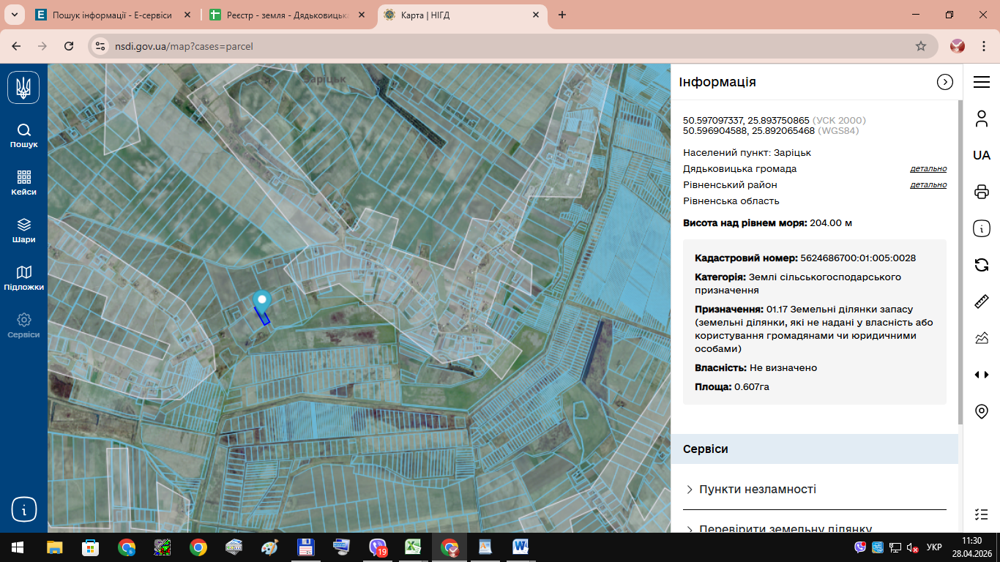 Пошук інформації - Е-сервіси
Реєстр - земля - Дядьковицька
Карта | НІГД
nsdi.gov.ua/map?cases=parcel
Пошук
Кейси
Шари
Підложки
Сервіси
Заріцьк
Інформація
50.597097337, 25.893750865 (УСК 2000)
50.596904588, 25.892065468 (WGS84)
Населений пункт: Заріцьк
Дядьковицька громада детально
Рівненський район детально
Рівненська область
Висота над рівнем моря: 204.00 м
Кадастровий номер: 5624686700:01:005:0028
Категорія: Землі сільськогосподарського
призначення
Призначення: 01.17 Земельні ділянки запасу
(земельні ділянки, які не надані у власність або
користування громадянами чи юридичними
особами)
Власність: Не визначено
Площа: 0.607га
Сервіси
Пункти незламності
Перевірити земельну ділянку
UA
19
УКР
11:30
28.04.2026